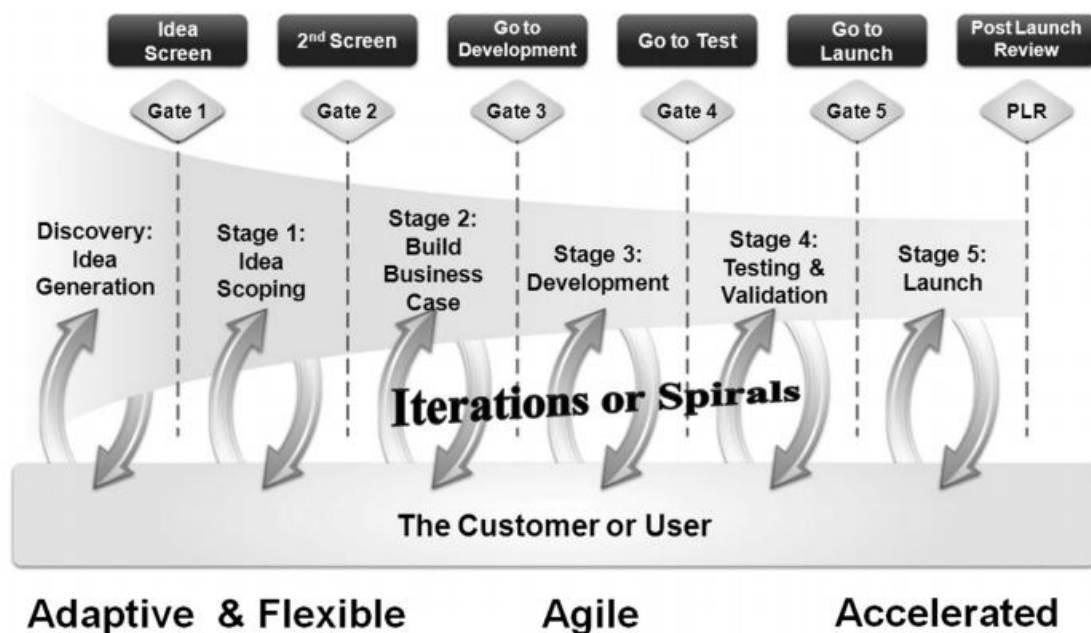 Idea
Screen
2nd Screen
Go to
Development
Go to Test
Go to
Launch
Post Launch
Review
Gate 1
Gate 2
Gate 3
Gate 4
Gate 5
PLR
Discovery:
Idea
Generation
Stage 1:
Idea
Scoping
Stage 2:
Build
Business
Case
Stage 3:
Development
Stage 4:
Testing &
Validation
Stage 5:
Launch
Iterations or Spirals
The Customer or User
Adaptive & Flexible
Agile
Accelerated